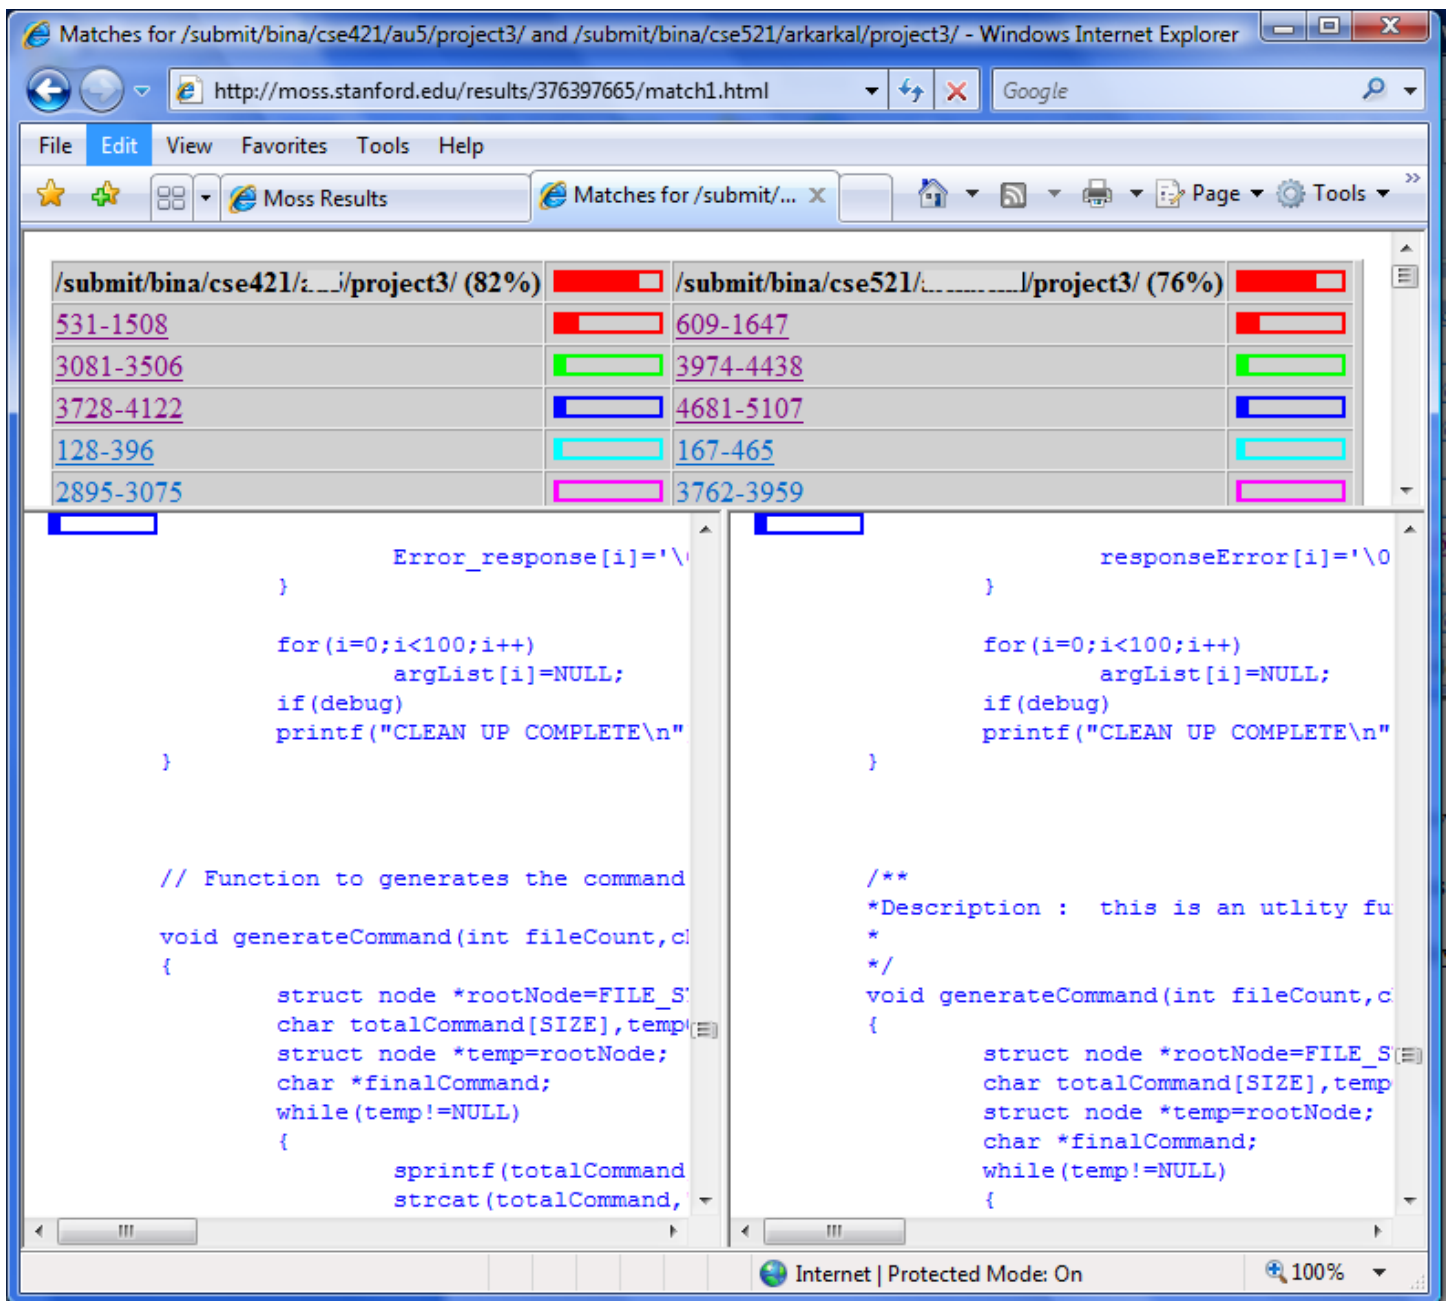 Matches for /submit/bina/cse421/au5/project3/ and /submit/bina/cse521/arkarkal/project3/ - Windows Internet Explorer
http://moss.stanford.edu/results/376397665/match1.html
Google
File Edit View Favorites Tools Help
Moss Results
Matches for /submit/...
Page
Tools
/submit/bina/cse421/ /project3/ (82%) /submit/bina/cse521/ /project3/ (76%)
531-1508 609-1647
3081-3506 3974-4438
3728-4122 4681-5107
128-396 167-465
2895-3075 3762-3959
Error_response[i]='\
}
for(i=0;i<100;i++)
argList[i]=NULL;
if(debug)
printf("CLEAN UP COMPLETE\n"
}
// Function to generates the command
void generateCommand(int fileCount,c
{
struct node *rootNode=FILE_S
char totalCommand[SIZE],temp
struct node *temp=rootNode;
char *finalCommand;
while(temp!=NULL)
{
sprintf(totalCommand
strcat(totalCommand,
responseError[i]='\0
}
for(i=0;i<100;i++)
argList[i]=NULL;
if(debug)
printf("CLEAN UP COMPLETE\n"
}
/**
*Description :  this is an utlity fu
*
*/
void generateCommand(int fileCount,c
{
struct node *rootNode=FILE_S
char totalCommand[SIZE],temp
struct node *temp=rootNode;
char *finalCommand;
while(temp!=NULL)
{
Internet | Protected Mode: On
100%